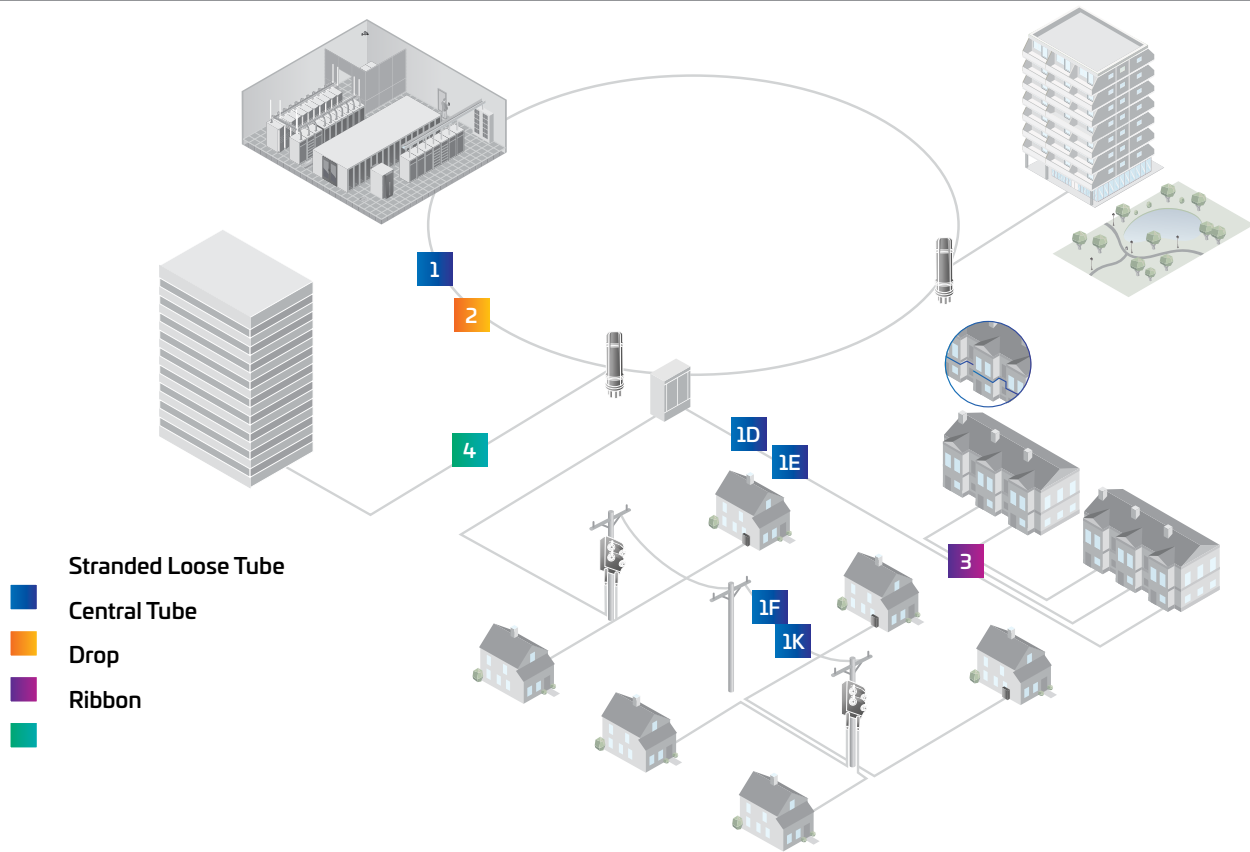 1
2
4
1D
1E
3
1F
1K
Stranded Loose Tube
Central Tube
Drop
Ribbon